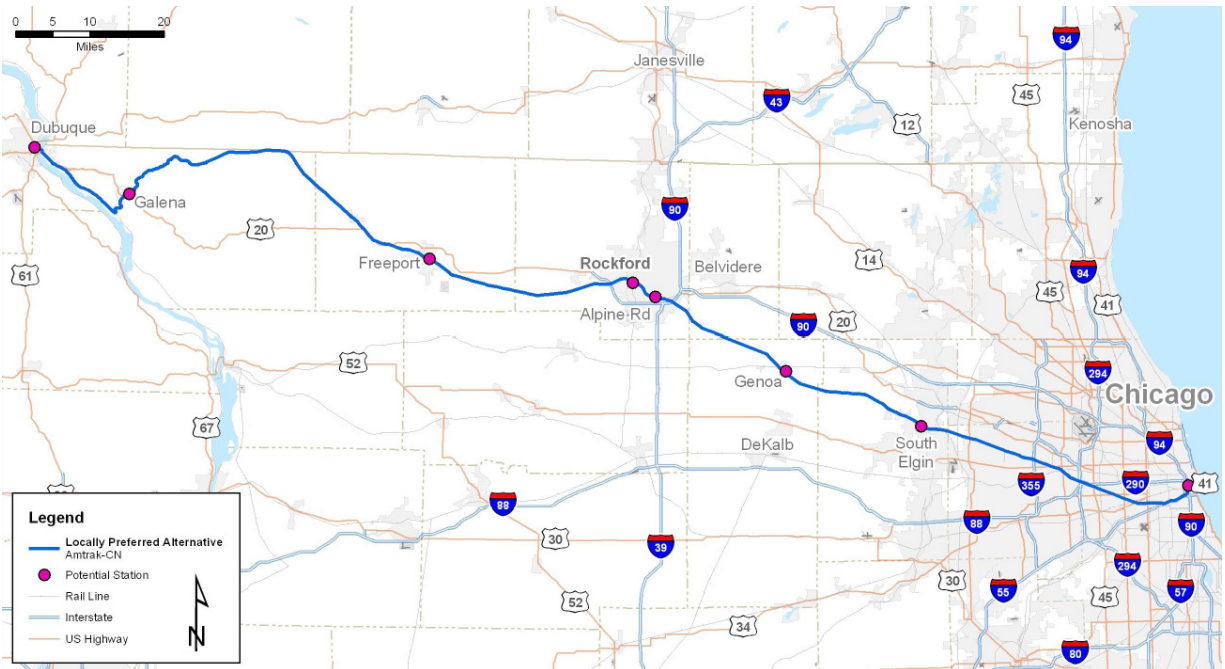 0 5 10 20
Miles
94
Janesville
45
43
12
Kenosha
Dubuque
Galena
90
20
14
Freeport
Rockford
Belvidere
61
94
Alpine Rd
45
41
90
20
52
294
Genoa
Chicago
67
DeKalb
South
Elgin
94
355
290
41
88
88
90
30
39
294
30
55
45
57
52
34
80
Legend
Locally Preferred Alternative
Amtrak-CN
Potential Station
Rail Line
Interstate
US Highway
N